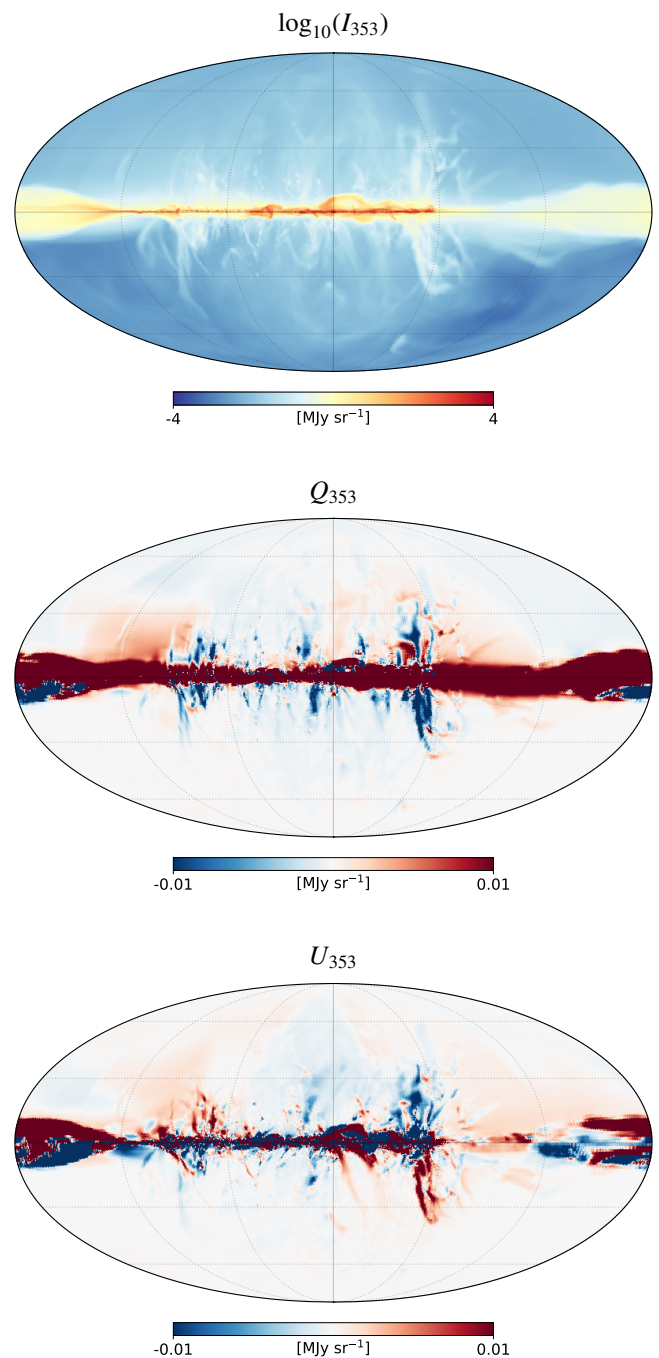 log₁₀(I₃₅₃)
-4 [MJy sr⁻¹] 4
Q₃₅₃
-0.01 [MJy sr⁻¹] 0.01
U₃₅₃
-0.01 [MJy sr⁻¹] 0.01